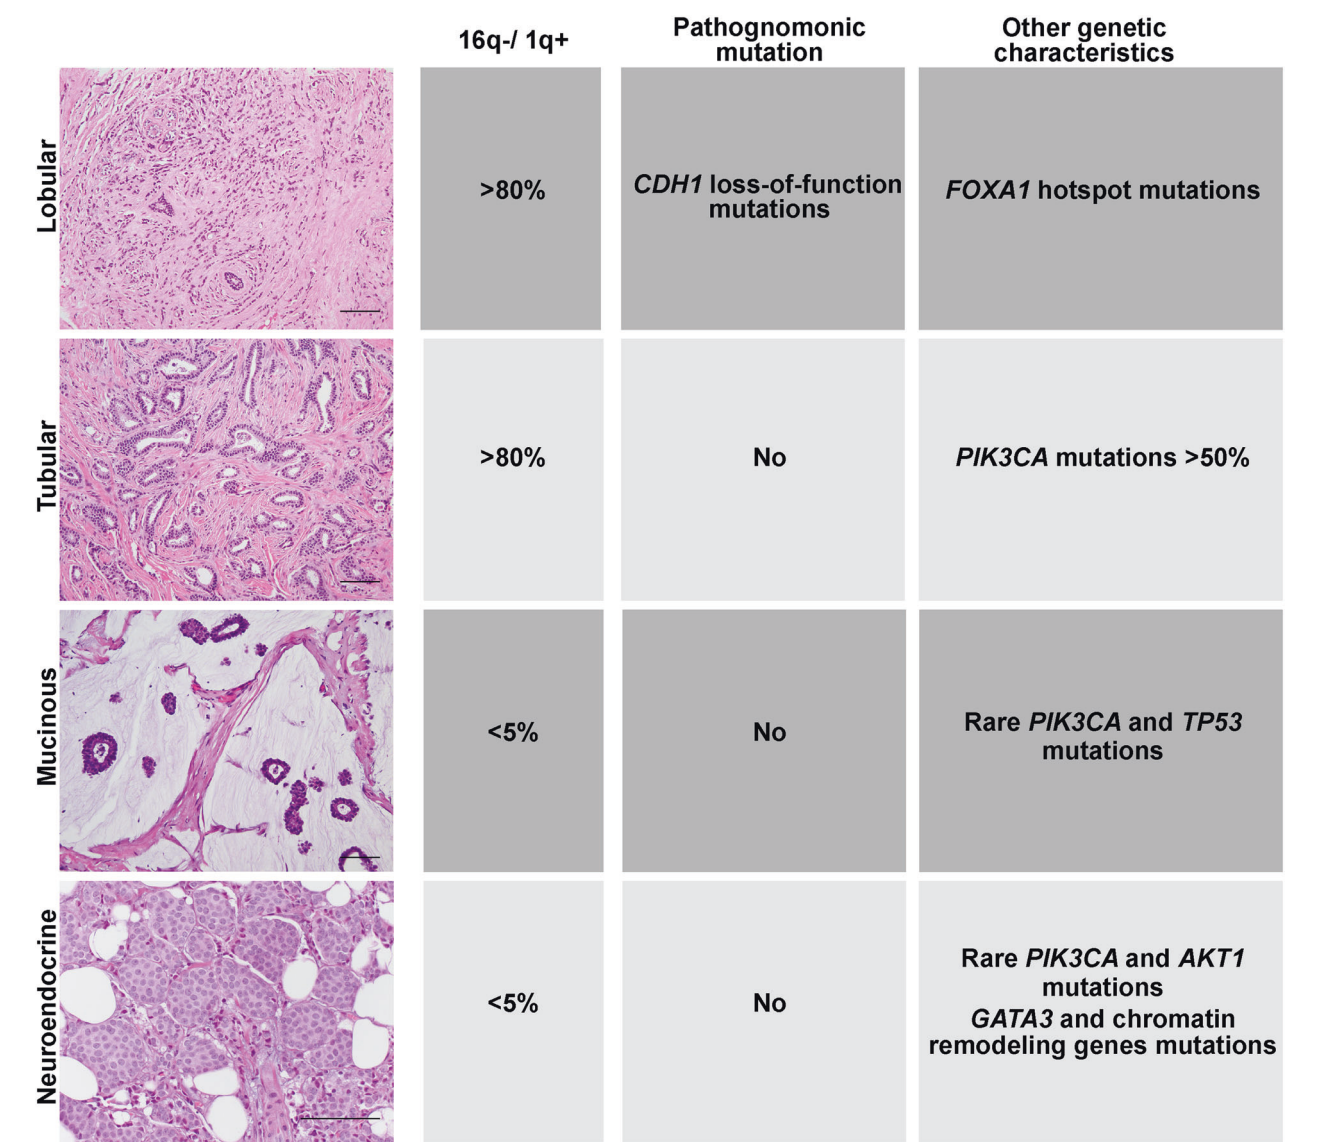 16q-/ 1q+
Pathognomonic
mutation
Other genetic
characteristics
Lobular
>80%
CDH1 loss-of-function
mutations
FOXA1 hotspot mutations
Tubular
>80%
No
PIK3CA mutations >50%
Mucinous
<5%
No
Rare PIK3CA and TP53
mutations
Neuroendocrine
<5%
No
Rare PIK3CA and AKT1
mutations
GATA3 and chromatin
remodeling genes mutations